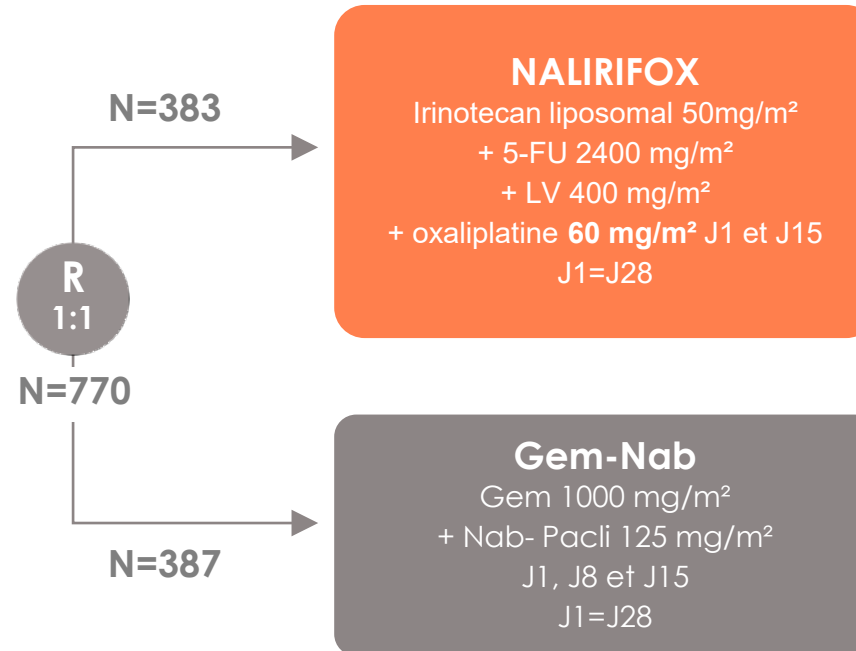 N=383
NALIRIFOX
Irinotecan liposomal 50mg/m²
+ 5-FU 2400 mg/m²
+ LV 400 mg/m²
+ oxaliplatine 60 mg/m² J1 et J15
J1=J28
R
1:1
N=770
Gem-Nab
Gem 1000 mg/m²
+ Nab- Pacli 125 mg/m²
J1, J8 et J15
J1=J28
N=387